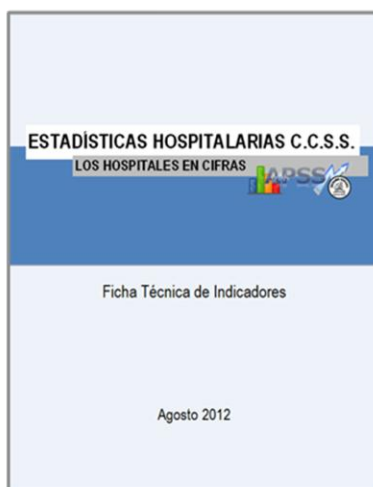 ESTADÍSTICAS HOSPITALARIAS C.C.S.S.
LOS HOSPITALES EN CIFRAS
APSS
Ficha Técnica de Indicadores
Agosto 2012